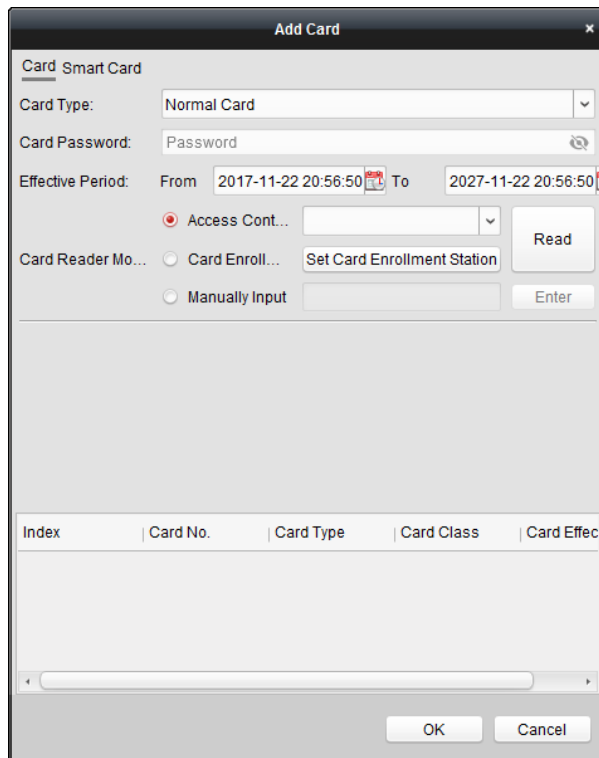 Add Card
Card Smart Card
Card Type: Normal Card
Card Password: Password
Effective Period: From 2017-11-22 20:56:50 To 2027-11-22 20:56:50
Access Cont...
Read
Card Reader Mo... Card Enroll... Set Card Enrollment Station
Manually Input Enter
Index Card No. Card Type Card Class Card Effec
OK Cancel